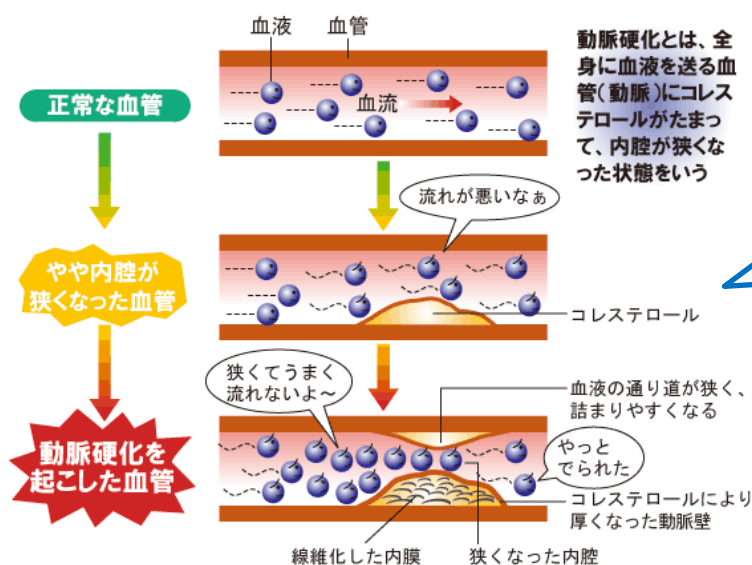 血液
血管
動脈硬化とは、全
身に血液を送る血
管(動脈)にコレス
テロールがたまっ
て、内腔が狭くな
った状態をいう
正常な血管
血流
流れが悪いなぁ
やや内腔が
狭くなった血管
コレステロール
狭くてうまく
流れないよ〜
血液の通り道が狭く、
詰まりやすくなる
動脈硬化を
起こした血管
やっと
でられた
コレステロールにより
厚くなった動脈壁
線維化した内膜
狭くなった内腔